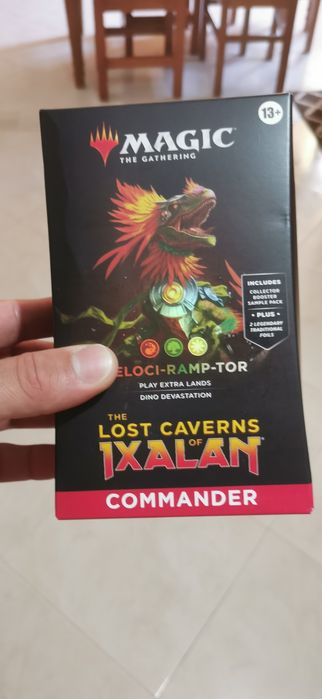 13+
MAGIC
THE GATHERING
INCLUDES
COLLECTOR
BOOSTER
SAMPLE PACK
• PLUS •
2 LEGENDARY
TRADITIONAL
FOILS
ELOCI-RAMP-TOR
PLAY EXTRA LANDS
DINO DEVASTATION
THE
LOST CAVERNS
OF
IXALAN
COMMANDER